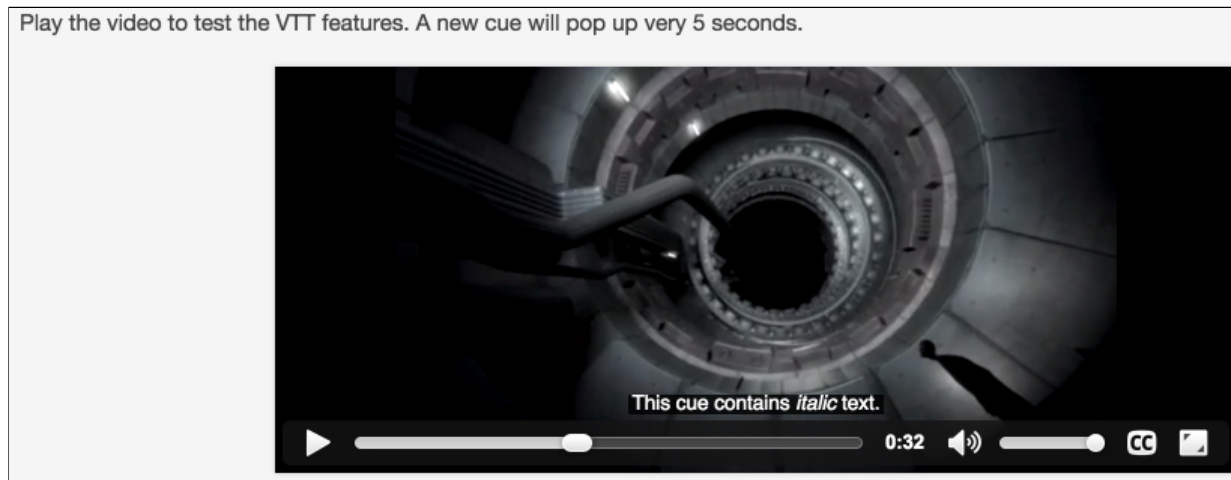 Play the video to test the VTT features. A new cue will pop up very 5 seconds.
This cue contains italic text.
0:32
CC